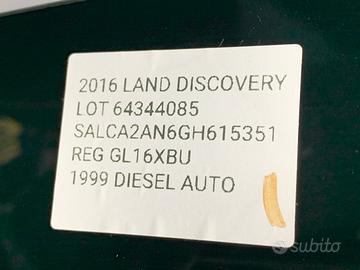 2016 LAND DISCOVERY
LOT 64344085
SALCA2AN6GH615351
REG GL16XBU
1999 DIESEL AUTO
subito